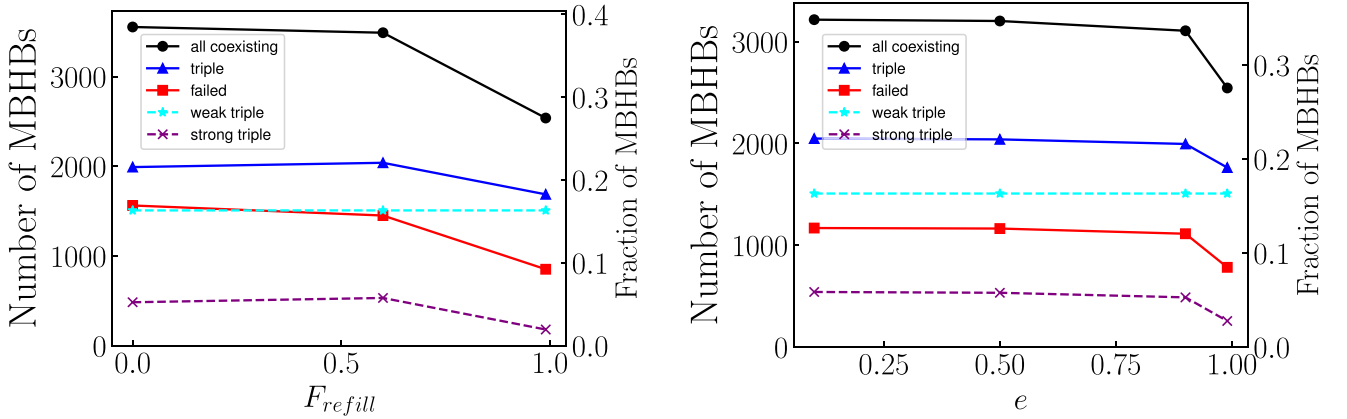 Number of MBHBs
3000
2000
1000
0
all coexisting
triple
failed
weak triple
strong triple
0.4
0.3
0.2
0.1
0.0
Fraction of MBHBs
0.0 0.5 1.0
F_refill
Number of MBHBs
3000
2000
1000
0
all coexisting
triple
failed
weak triple
strong triple
0.3
0.2
0.1
0.0
Fraction of MBHBs
0.25 0.50 0.75 1.00
e